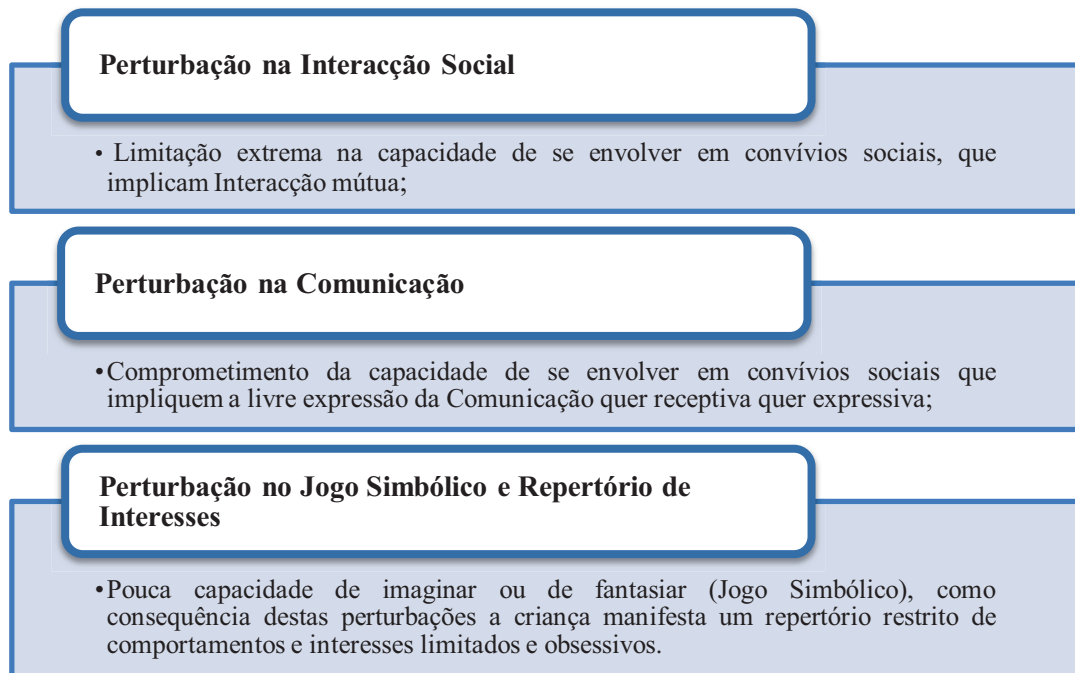 Perturbação na Interacção Social
• Limitação extrema na capacidade de se envolver em convívios sociais, que
implicam Interacção mútua;
Perturbação na Comunicação
•Comprometimento da capacidade de se envolver em convívios sociais que
impliquem a livre expressão da Comunicação quer receptiva quer expressiva;
Perturbação no Jogo Simbólico e Repertório de
Interesses
•Pouca capacidade de imaginar ou de fantasiar (Jogo Simbólico), como
consequência destas perturbações a criança manifesta um repertório restrito de
comportamentos e interesses limitados e obsessivos.